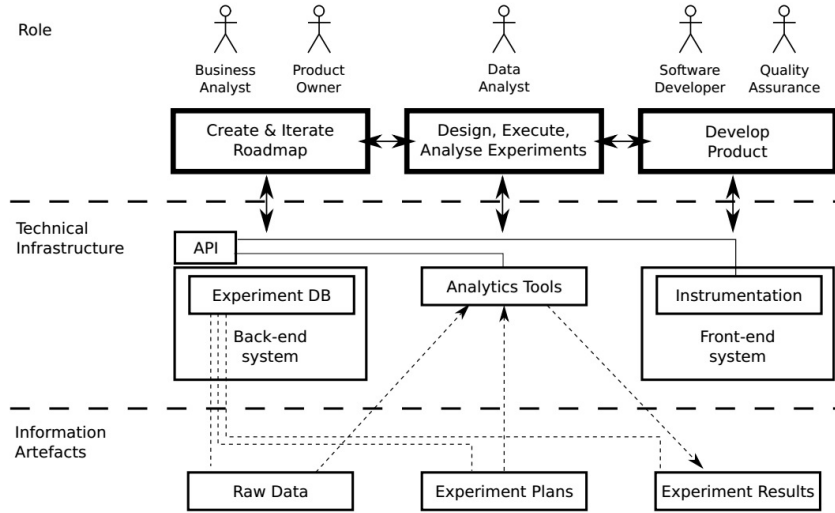 Role
Business
Analyst
Product
Owner
Data
Analyst
Software
Developer
Quality
Assurance
Create & Iterate
Roadmap
Design, Execute,
Analyse Experiments
Develop
Product
Technical
Infrastructure
API
Experiment DB
Back-end
system
Analytics Tools
Instrumentation
Front-end
system
Information
Artefacts
Raw Data
Experiment Plans
Experiment Results